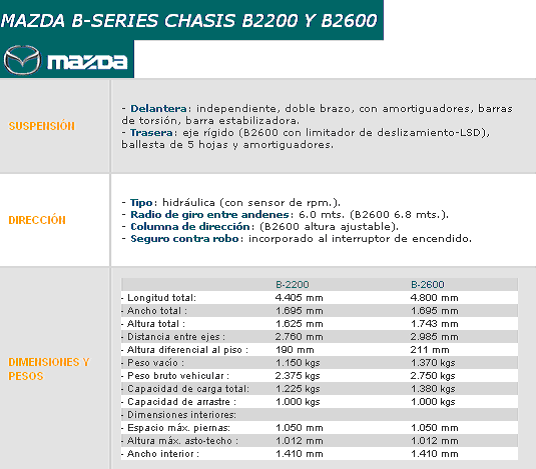 MAZDA B-SERIES CHASIS B2200 Y B2600
mazda
SUSPENSIÓN
- Delantera: independiente, doble brazo, con amortiguadores, barras
de torsión, barra estabilizadora.
- Trasera: eje rígido (B2600 con limitador de deslizamiento-LSD),
ballesta de 5 hojas y amortiguadores.
DIRECCIÓN
- Tipo: hidráulica (con sensor de rpm.).
- Radio de giro entre andenes: 6.0 mts. (B2600 6.8 mts.).
- Columna de dirección: (B2600 altura ajustable).
- Seguro contra robo: incorporado al interruptor de encendido.
DIMENSIONES Y
PESOS
B-2200 B-2600
- Longitud total: 4.405 mm 4.800 mm
- Ancho total : 1.695 mm 1.695 mm
- Altura total : 1.625 mm 1.743 mm
- Distancia entre ejes : 2.760 mm 2.985 mm
- Altura diferencial al piso : 190 mm 211 mm
- Peso vacío : 1.150 kgs 1.370 kgs
- Peso bruto vehicular : 2.375 kgs 2.750 kgs
- Capacidad de carga total: 1.225 kgs 1.380 kgs
- Capacidad de arrastre : 1.000 kgs 1.000 kgs
- Dimensiones interiores:
- Espacio máx. piernas: 1.050 mm 1.050 mm
- Altura máx. asto-techo : 1.012 mm 1.012 mm
- Ancho interior : 1.410 mm 1.410 mm